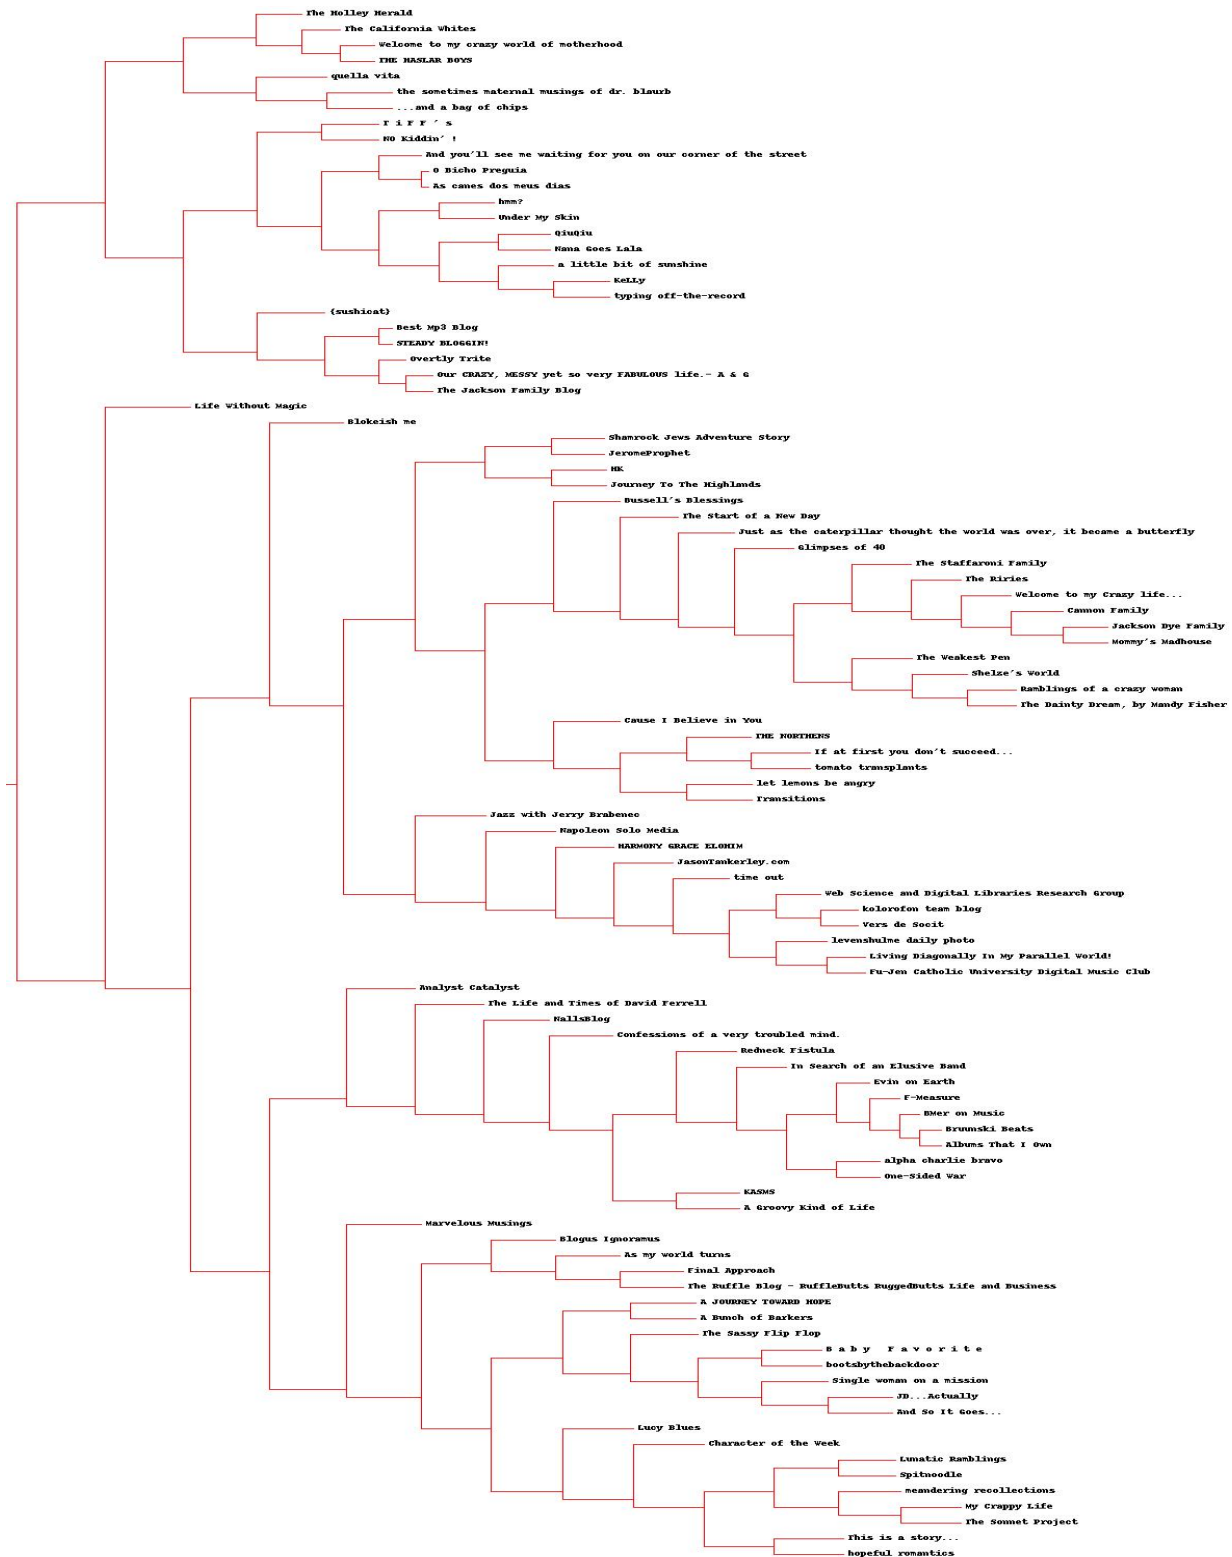 The Molley Herald
The California Whites
Welcome to my crazy world of motherhood
THE HASLAR BOYS
quella vita
the sometimes maternal musings of dr. blaurb
...and a bag of chips
T i F F ' s
NO Kiddin' !
And you'll see me waiting for you on our corner of the street
O Bicho Preguia
As canes dos meus dias
hmm?
Under My Skin
QiuQiu
Nana Goes Lala
a little bit of sunshine
KeLLy
typing off-the-record
{sushicat}
Best Mp3 Blog
STEADY BLOGGIN!
Overtly Trite
Our CRAZY, MESSY yet so very FABULOUS life.- A & G
The Jackson Family Blog
Life Without Magic
Blokeish me
Shamrock Jews Adventure Story
JeromeProphet
MK
Journey To The Highlands
Bussell's Blessings
The Start of a New Day
Just as the caterpillar thought the world was over, it became a butterfly
Glimpses of 40
The Staffaroni Family
The Riries
Welcome to my Crazy life...
Cannon Family
Jackson Dye Family
Mommy's Madhouse
The Weakest Pen
Shelze's World
Ramblings of a crazy woman
The Dainty Dream, by Mandy Fisher
Cause I Believe in You
THE NORTHENS
If at first you don't succeed...
tomato transplants
let lemons be angry
Transitions
Jazz with Jerry Brabenec
Napoleon Solo Media
HARMONY GRACE ELOHIM
JasonTankerley.com
time out
Web Science and Digital Libraries Research Group
kolorofon team blog
Vers de Socit
levenshulme daily photo
Living Diagonally In My Parallel World!
Fu-Jen Catholic University Digital Music Club
Analyst Catalyst
The Life and Times of David Ferrell
NallsBlog
Confessions of a very troubled mind.
Redneck Fistula
In Search of an Elusive Band
Evin on Earth
F-Measure
BMer on Music
Bruunski Beats
Albums That I Own
alpha charlie bravo
One-Sided War
KASMS
A Groovy Kind of Life
Marvelous Musings
Blogus Ignoramus
As my world turns
Final Approach
The Ruffle Blog - RuffleButts RuggedButts Life and Business
A JOURNEY TOWARD HOPE
A Bunch of Barkers
The Sassy Flip Flop
B a b y   F a v o r i t e
bootsbythebackdoor
Single woman on a mission
JD...Actually
And So It Goes...
Lucy Blues
Character of the Week
Lunatic Ramblings
Spitnoodle
meandering recollections
My Crappy Life
The Sonnet Project
This is a story...
hopeful romantics